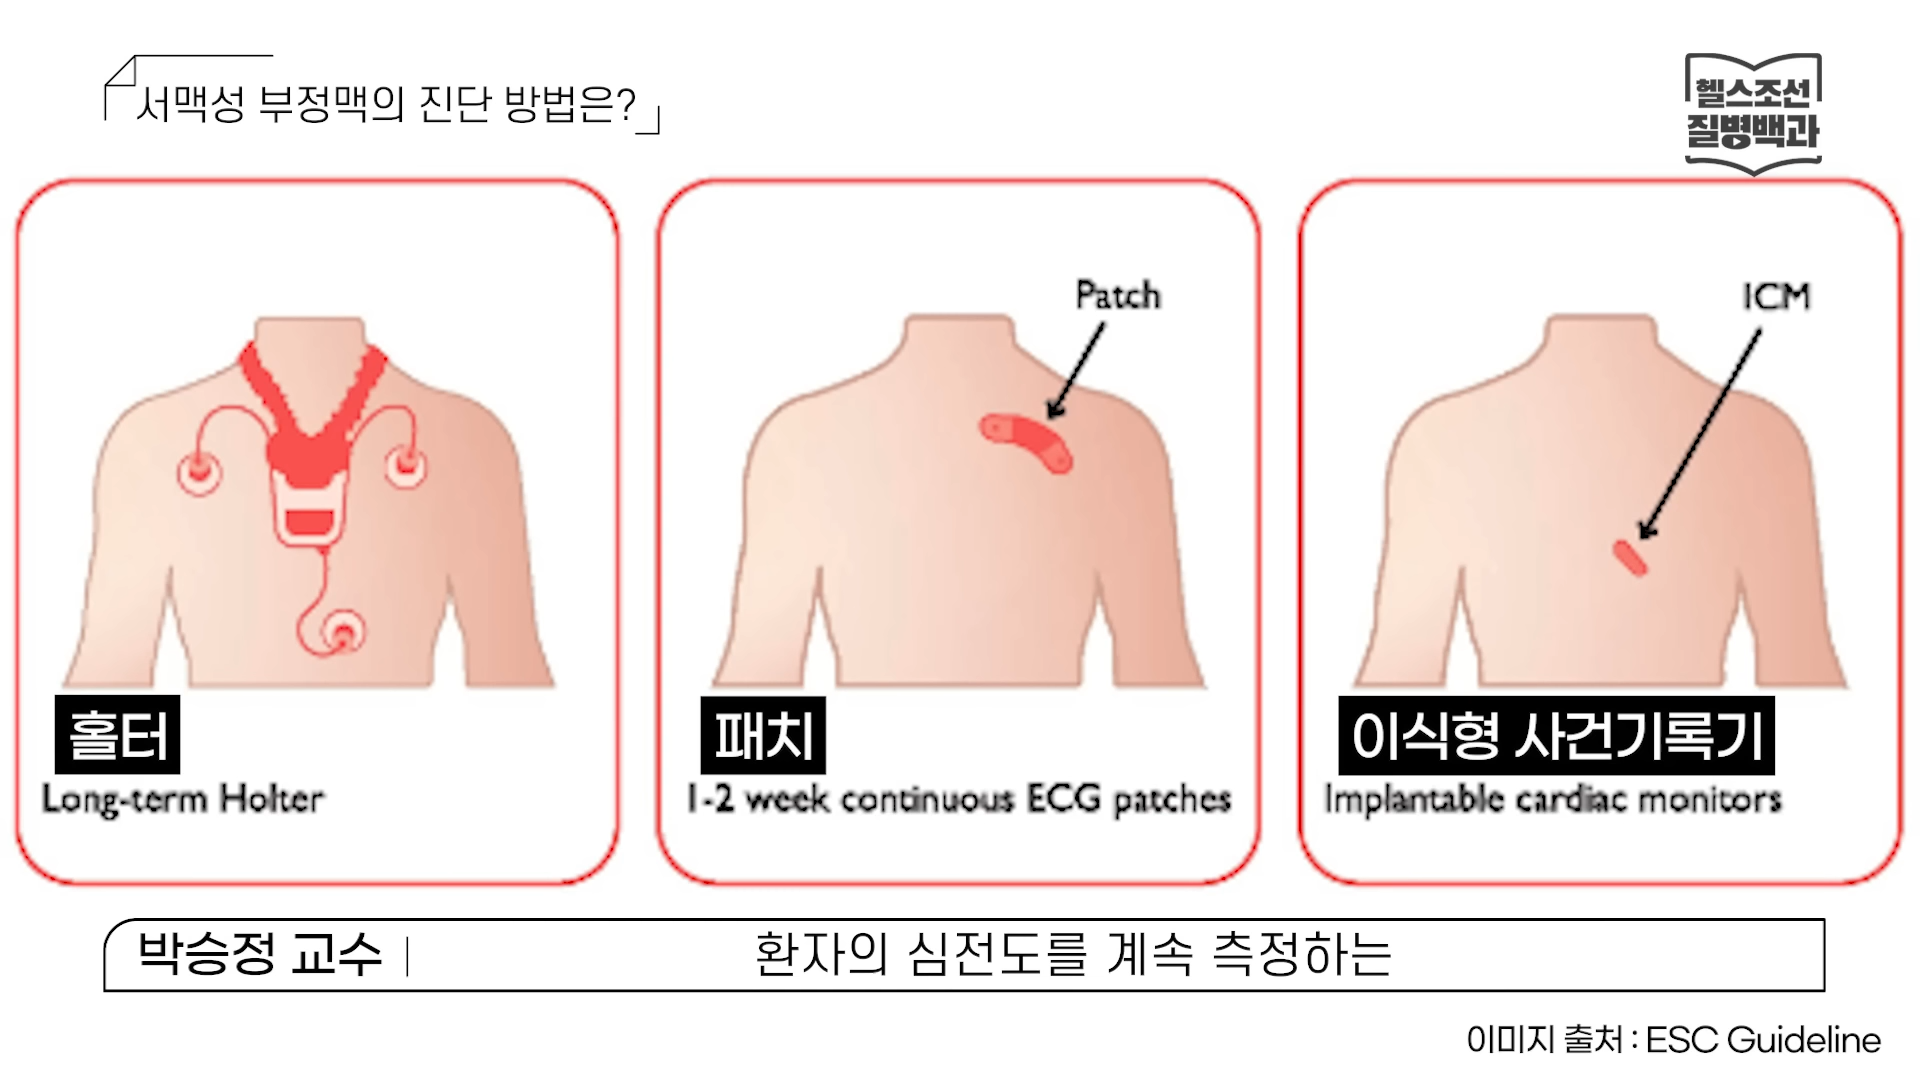 서맥성 부정맥의 진단 방법은?
헬스조선
질병백과
Patch
ICM
홀터
Long-term Holter
패치
1-2 week continuous ECG patches
이식형 사건기록기
Implantable cardiac monitors
박승정 교수
환자의 심전도를 계속 측정하는
이미지 출처 : ESC Guideline